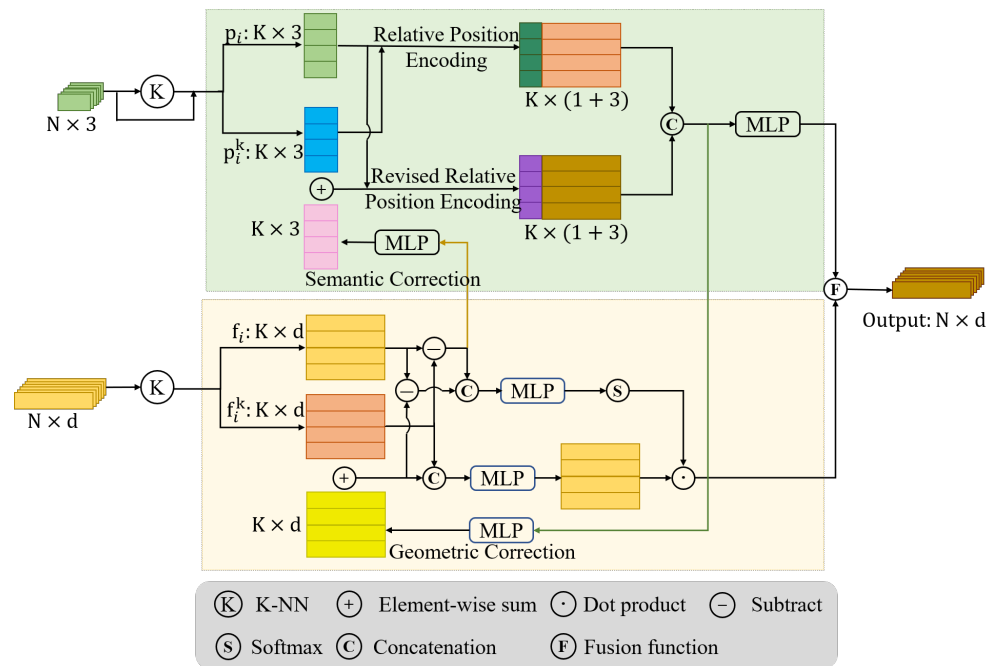 pᵢ: K × 3
Relative Position
Encoding
K
N × 3
K × (1 + 3)
C
MLP
pᵢᵏ: K × 3
+
Revised Relative
Position Encoding
K × 3
MLP
K × (1 + 3)
Semantic Correction
F
Output: N × d
fᵢ: K × d
−
K
N × d
−
C
MLP
S
fᵢᵏ: K × d
+
C
MLP
·
K × d
MLP
Geometric Correction
K K-NN + Element-wise sum · Dot product − Subtract
S Softmax C Concatenation F Fusion function